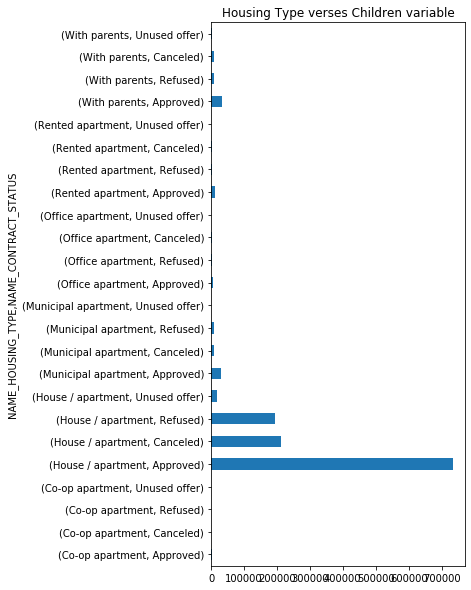 Housing Type verses Children variable
NAME_HOUSING_TYPE,NAME_CONTRACT_STATUS
(With parents, Unused offer)
(With parents, Canceled)
(With parents, Refused)
(With parents, Approved)
(Rented apartment, Unused offer)
(Rented apartment, Canceled)
(Rented apartment, Refused)
(Rented apartment, Approved)
(Office apartment, Unused offer)
(Office apartment, Canceled)
(Office apartment, Refused)
(Office apartment, Approved)
(Municipal apartment, Unused offer)
(Municipal apartment, Refused)
(Municipal apartment, Canceled)
(Municipal apartment, Approved)
(House / apartment, Unused offer)
(House / apartment, Refused)
(House / apartment, Canceled)
(House / apartment, Approved)
(Co-op apartment, Unused offer)
(Co-op apartment, Refused)
(Co-op apartment, Canceled)
(Co-op apartment, Approved)
0 100000 200000 300000 400000 500000 600000 700000